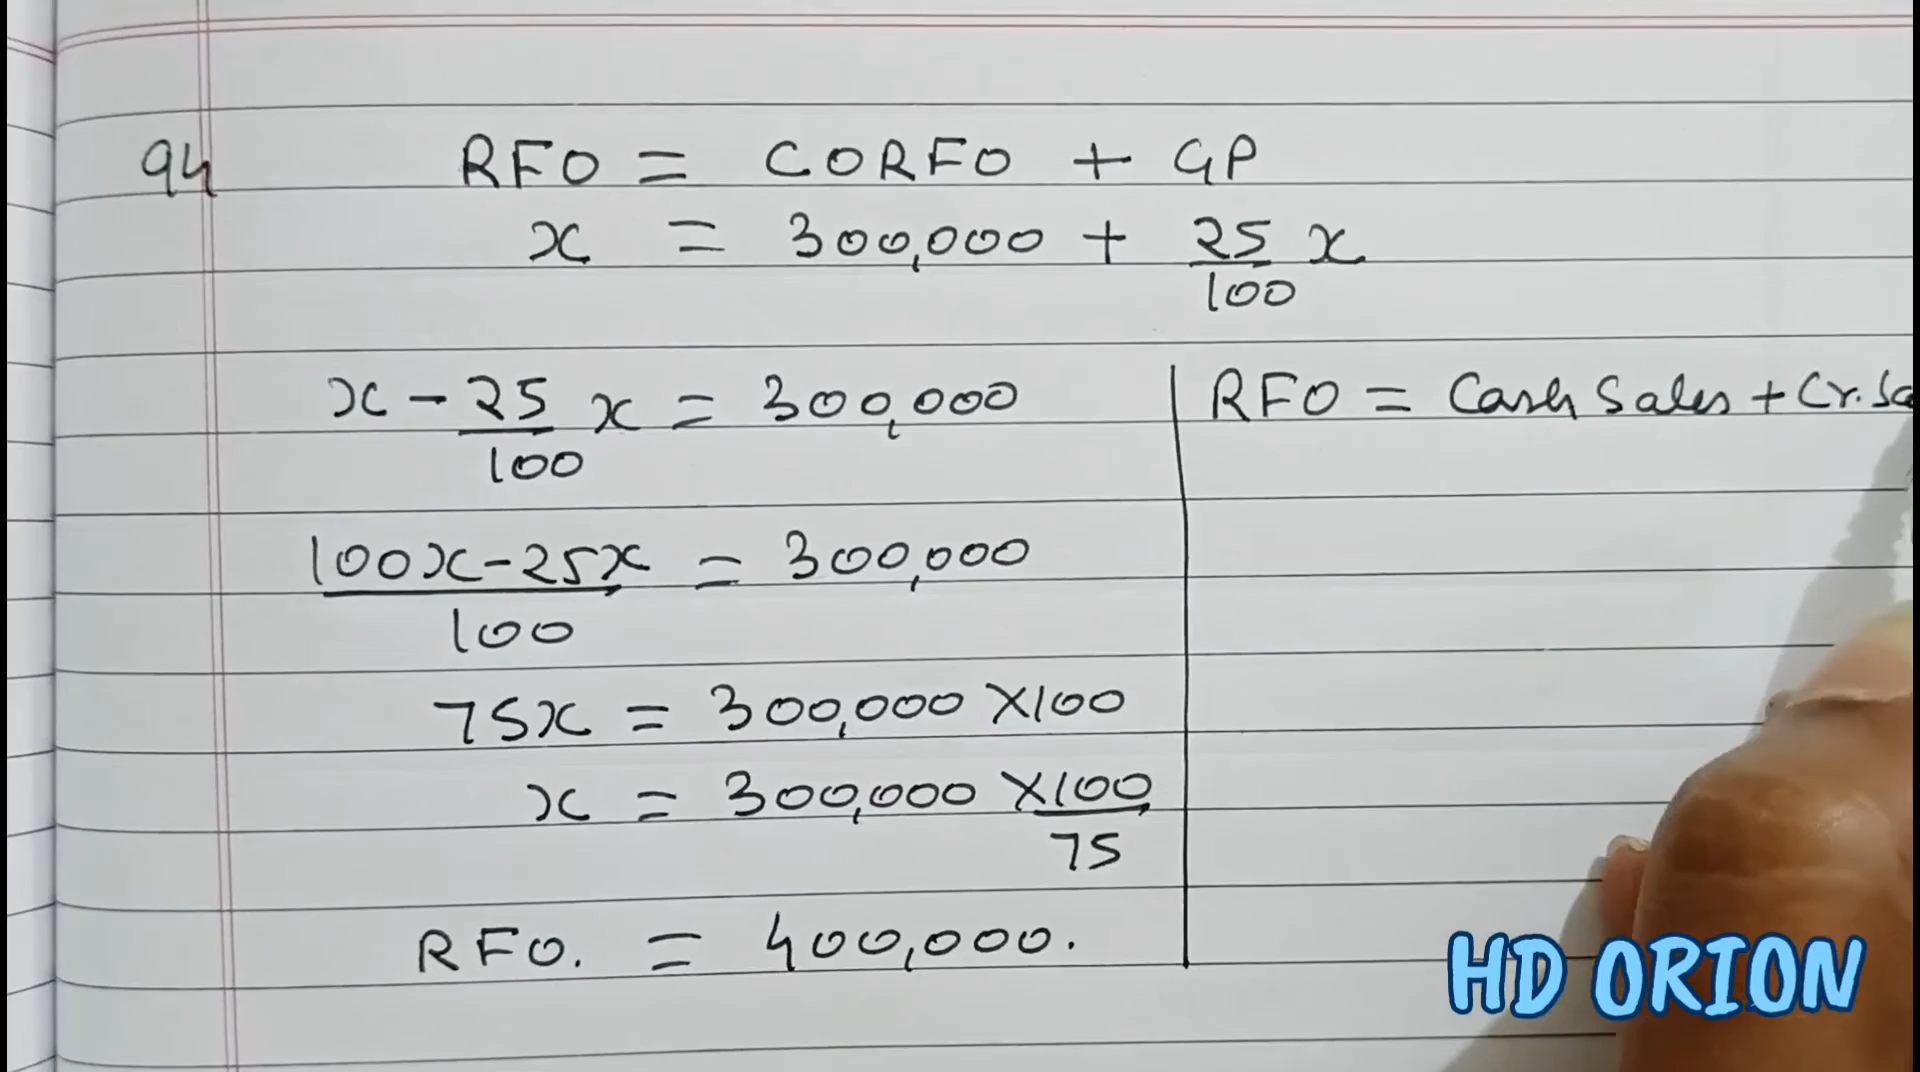 94 RFO = CORFO + GP
x = 300,000 + 25/100 x
x - 25/100 x = 300,000
100x - 25x / 100 = 300,000
75x = 300,000 X100
x = 300,000 X100/75
RFO. = 400,000.
RFO = Cash Sales + Cr. Sa
HD ORION